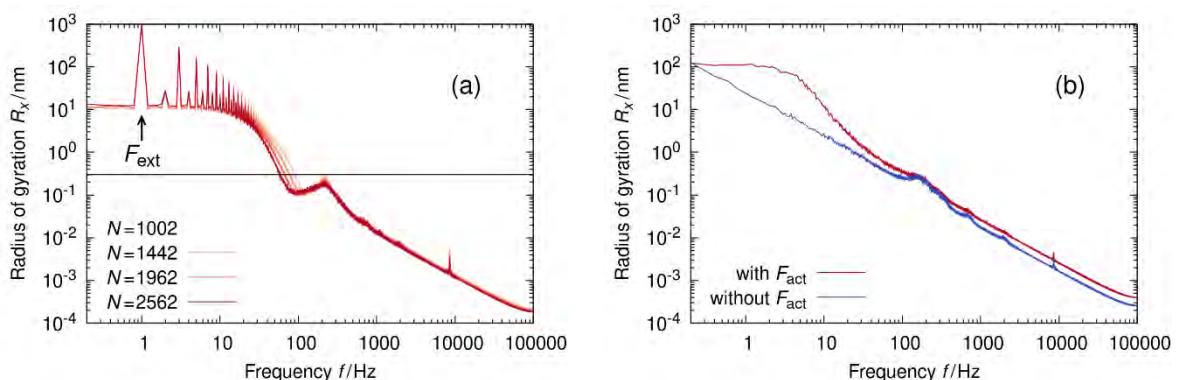 10³
10²
10¹
10⁰
10⁻¹
10⁻²
10⁻³
10⁻⁴
Radius of gyration Rₓ/nm
(a)
F_ext
N=1002
N=1442
N=1962
N=2562
1 10 100 1000 10000 100000
Frequency f/Hz
10³
10²
10¹
10⁰
10⁻¹
10⁻²
10⁻³
10⁻⁴
Radius of gyration Rₓ/nm
(b)
with F_act
without F_act
1 10 100 1000 10000 100000
Frequency f/Hz